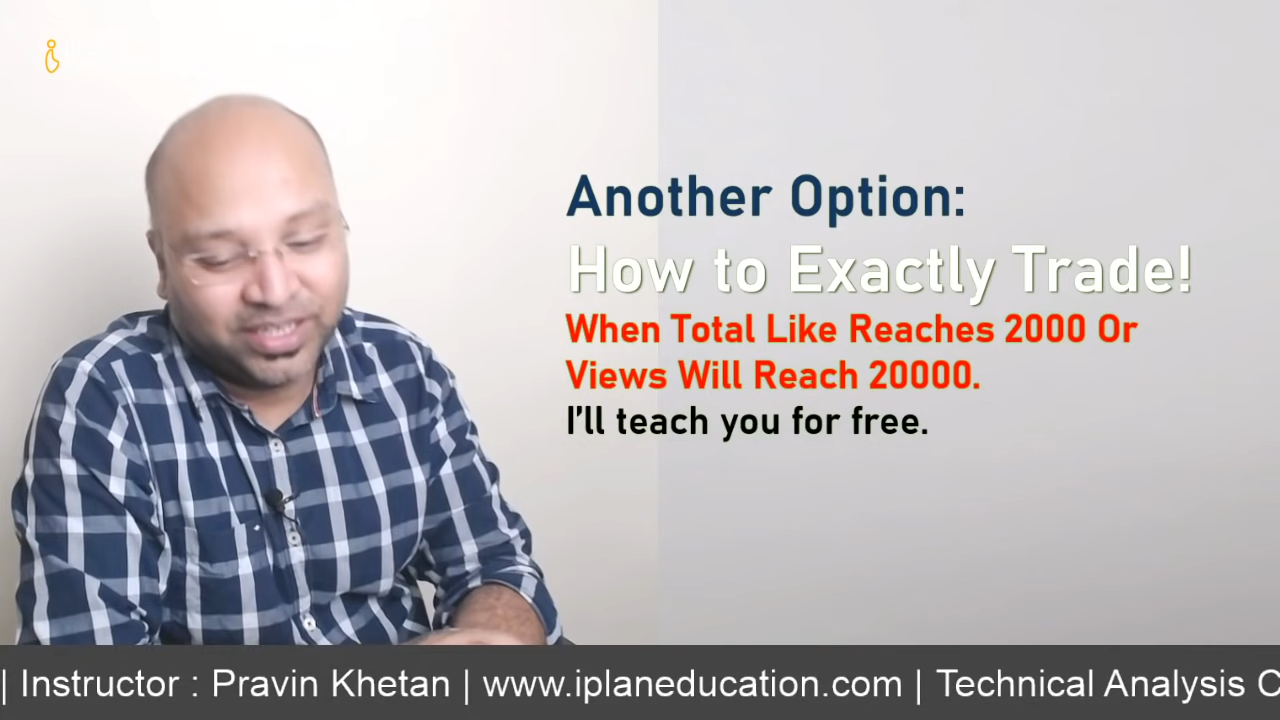 Another Option:
How to Exactly Trade!
When Total Like Reaches 2000 Or
Views Will Reach 20000.
I'll teach you for free.
| Instructor : Pravin Khetan | www.iplaneducation.com | Technical Analysis C